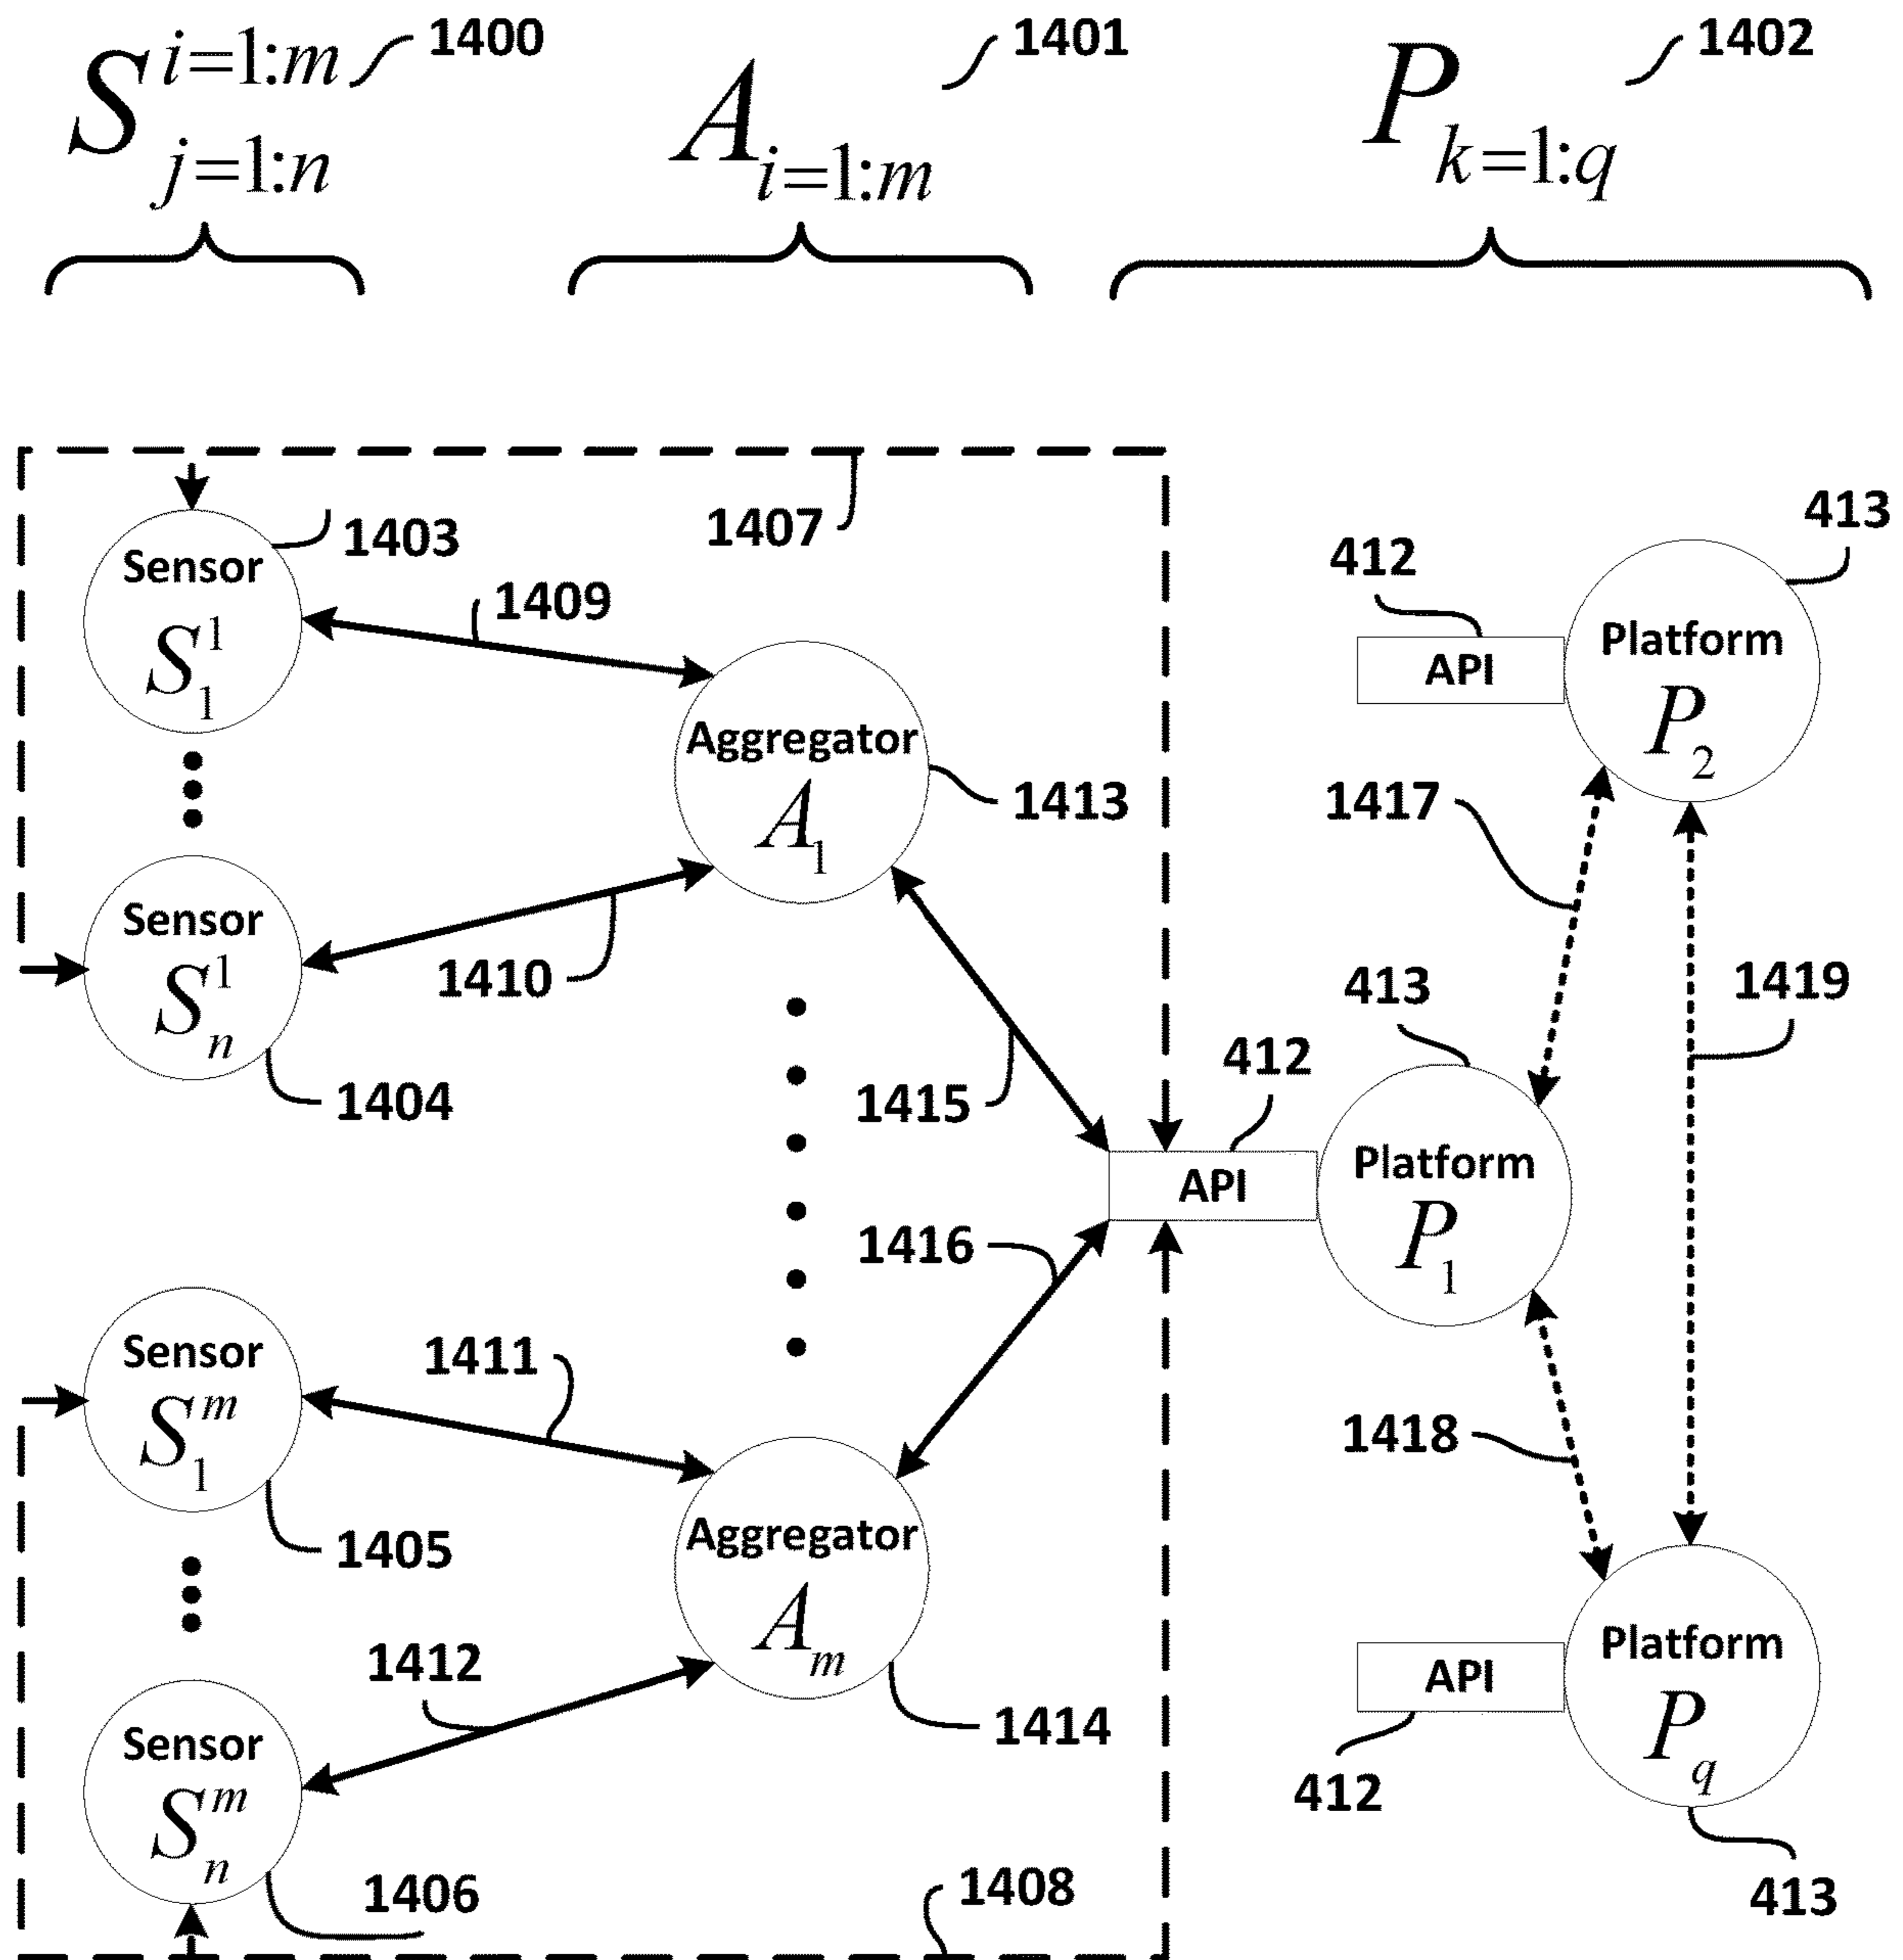 S^{i=1:m}_{j=1:n} 1400
A_{i=1:m} 1401
P_{k=1:q} 1402
1407
Sensor
S^1_1
1403
1409
Aggregator
A_1
1413
Sensor
S^1_n
1404
1410
1415
412
API
413
Platform
P_2
1417
1419
413
412
API
Platform
P_1
1416
Sensor
S^m_1
1405
1411
Aggregator
A_m
1414
1418
Sensor
S^m_n
1406
1412
1408
API
412
Platform
P_q
413